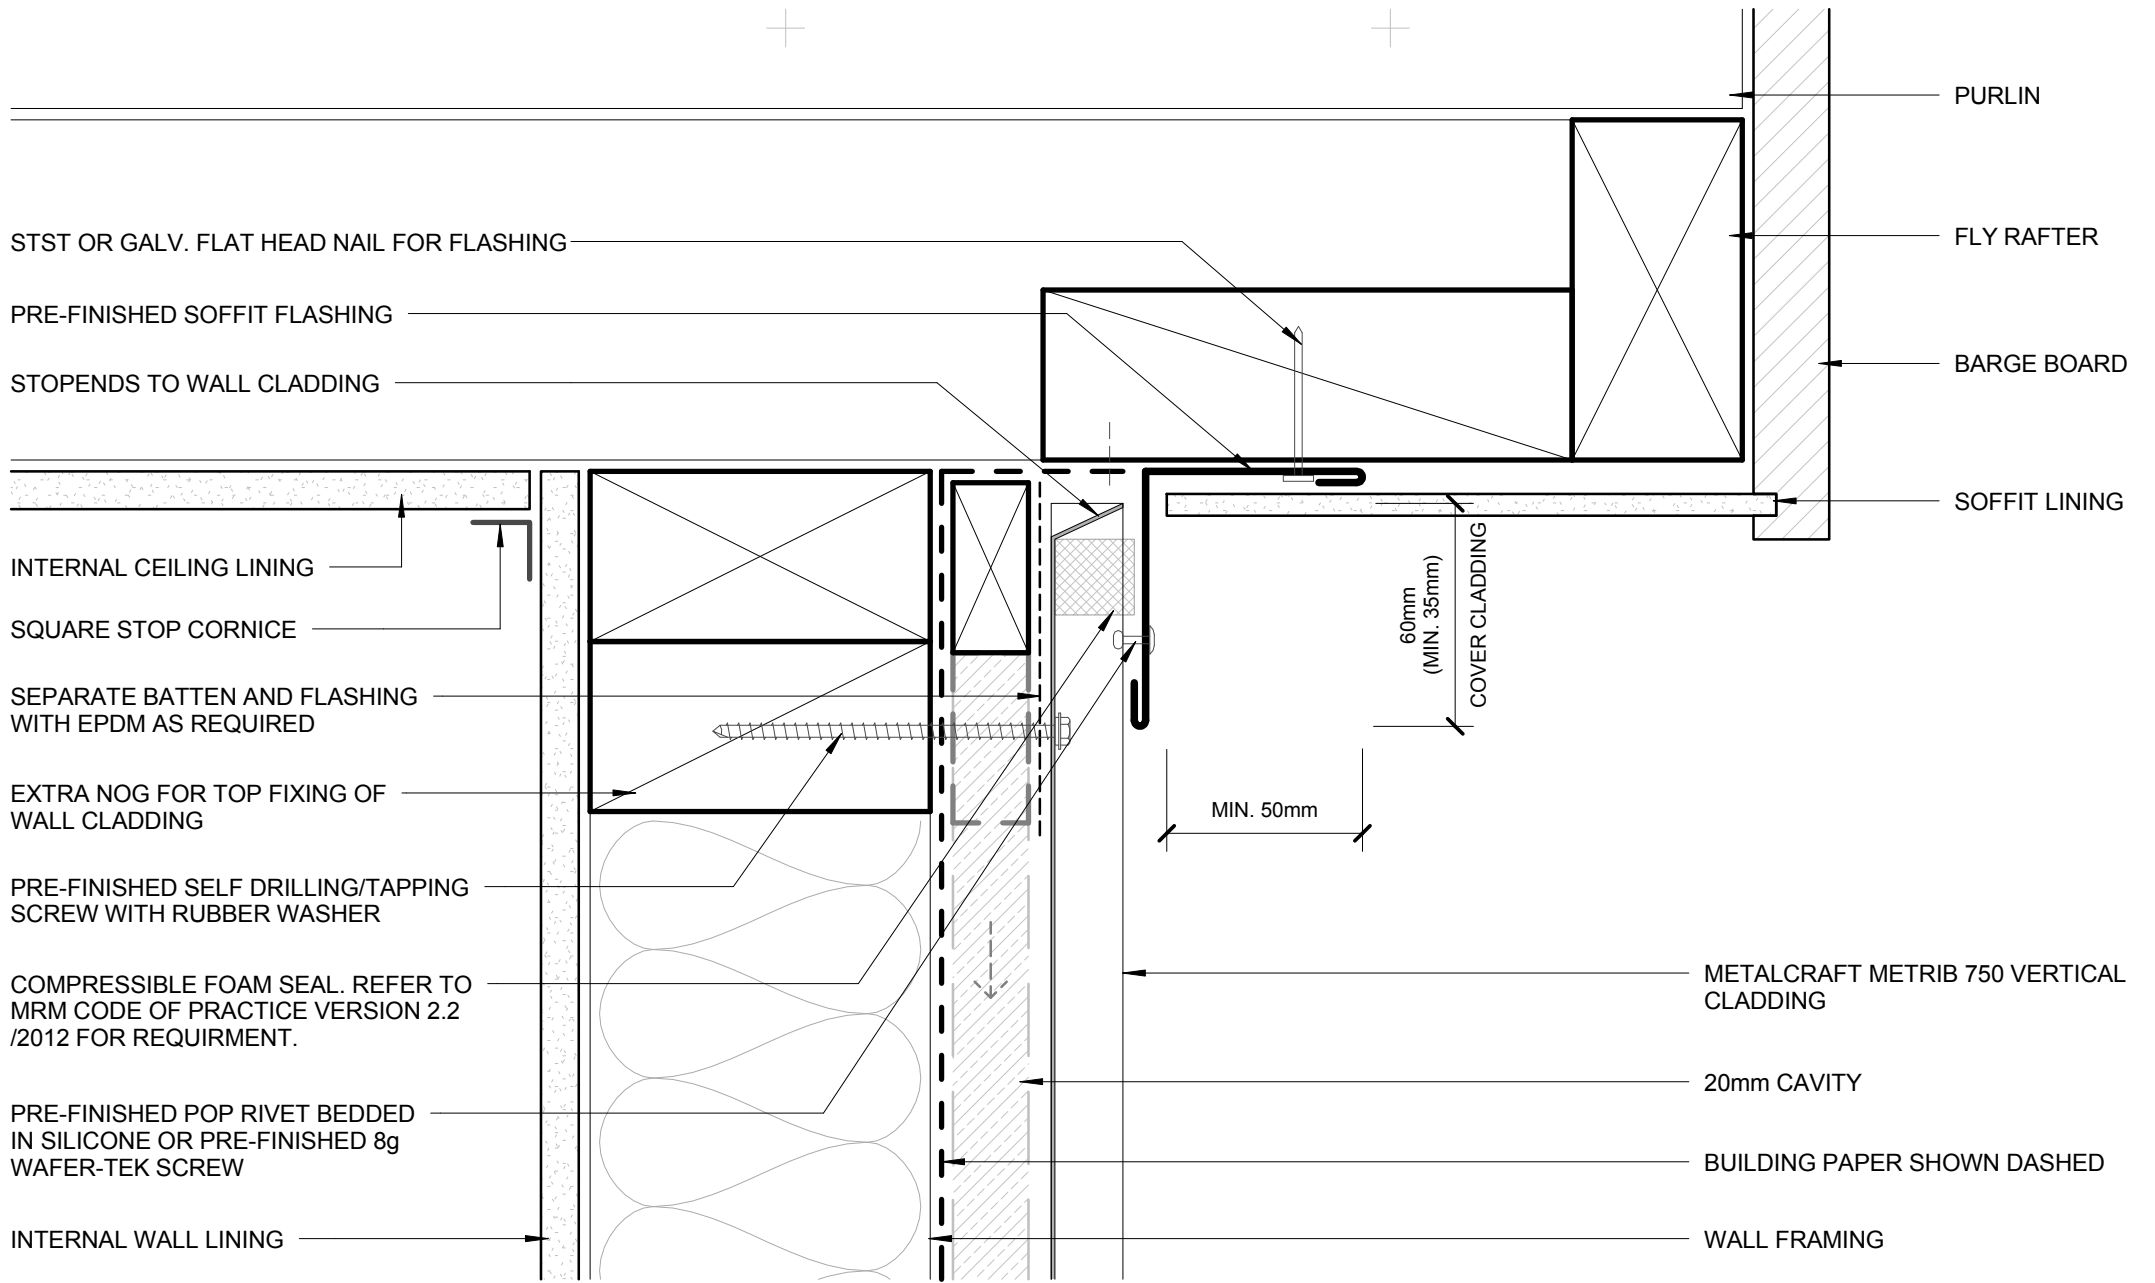 PURLIN
STST OR GALV. FLAT HEAD NAIL FOR FLASHING
FLY RAFTER
PRE-FINISHED SOFFIT FLASHING
STOPENDS TO WALL CLADDING
BARGE BOARD
SOFFIT LINING
INTERNAL CEILING LINING
SQUARE STOP CORNICE
60mm
(MIN. 35mm)
COVER CLADDING
SEPARATE BATTEN AND FLASHING
WITH EPDM AS REQUIRED
EXTRA NOG FOR TOP FIXING OF
WALL CLADDING
MIN. 50mm
PRE-FINISHED SELF DRILLING/TAPPING
SCREW WITH RUBBER WASHER
COMPRESSIBLE FOAM SEAL. REFER TO
MRM CODE OF PRACTICE VERSION 2.2
/2012 FOR REQUIRMENT.
METALCRAFT METRIB 750 VERTICAL
CLADDING
20mm CAVITY
PRE-FINISHED POP RIVET BEDDED
IN SILICONE OR PRE-FINISHED 8g
WAFER-TEK SCREW
BUILDING PAPER SHOWN DASHED
INTERNAL WALL LINING
WALL FRAMING